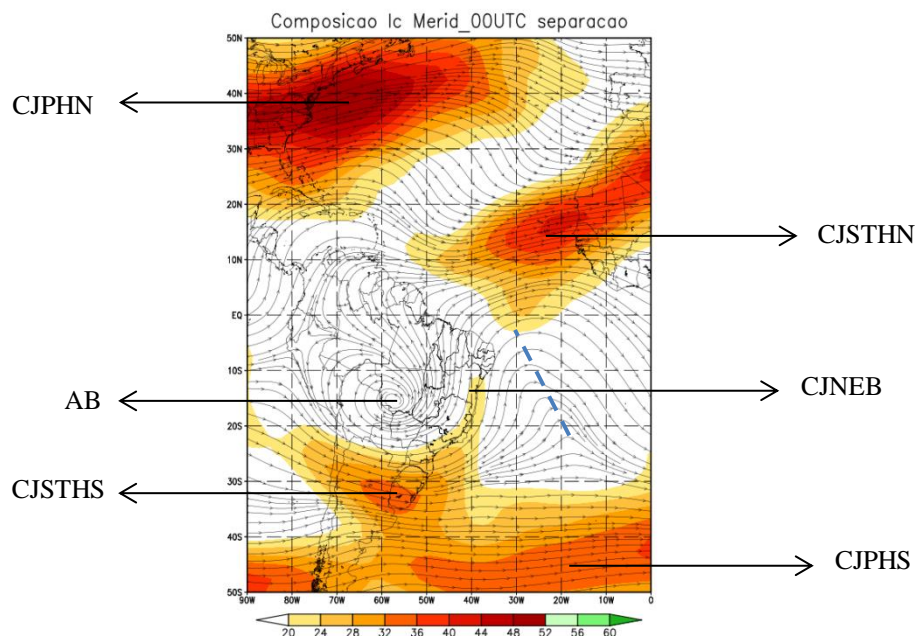 Composicao Ic Merid_00UTC separacao
50N
40N
30N
20N
10N
EQ
10S
20S
30S
40S
50S
90W 80W 70W 60W 50W 40W 30W 20W 10W 0
20 24 28 32 36 40 44 48 52 56 60
CJPHN
CJSTHN
AB
CJNEB
CJSTHS
CJPHS